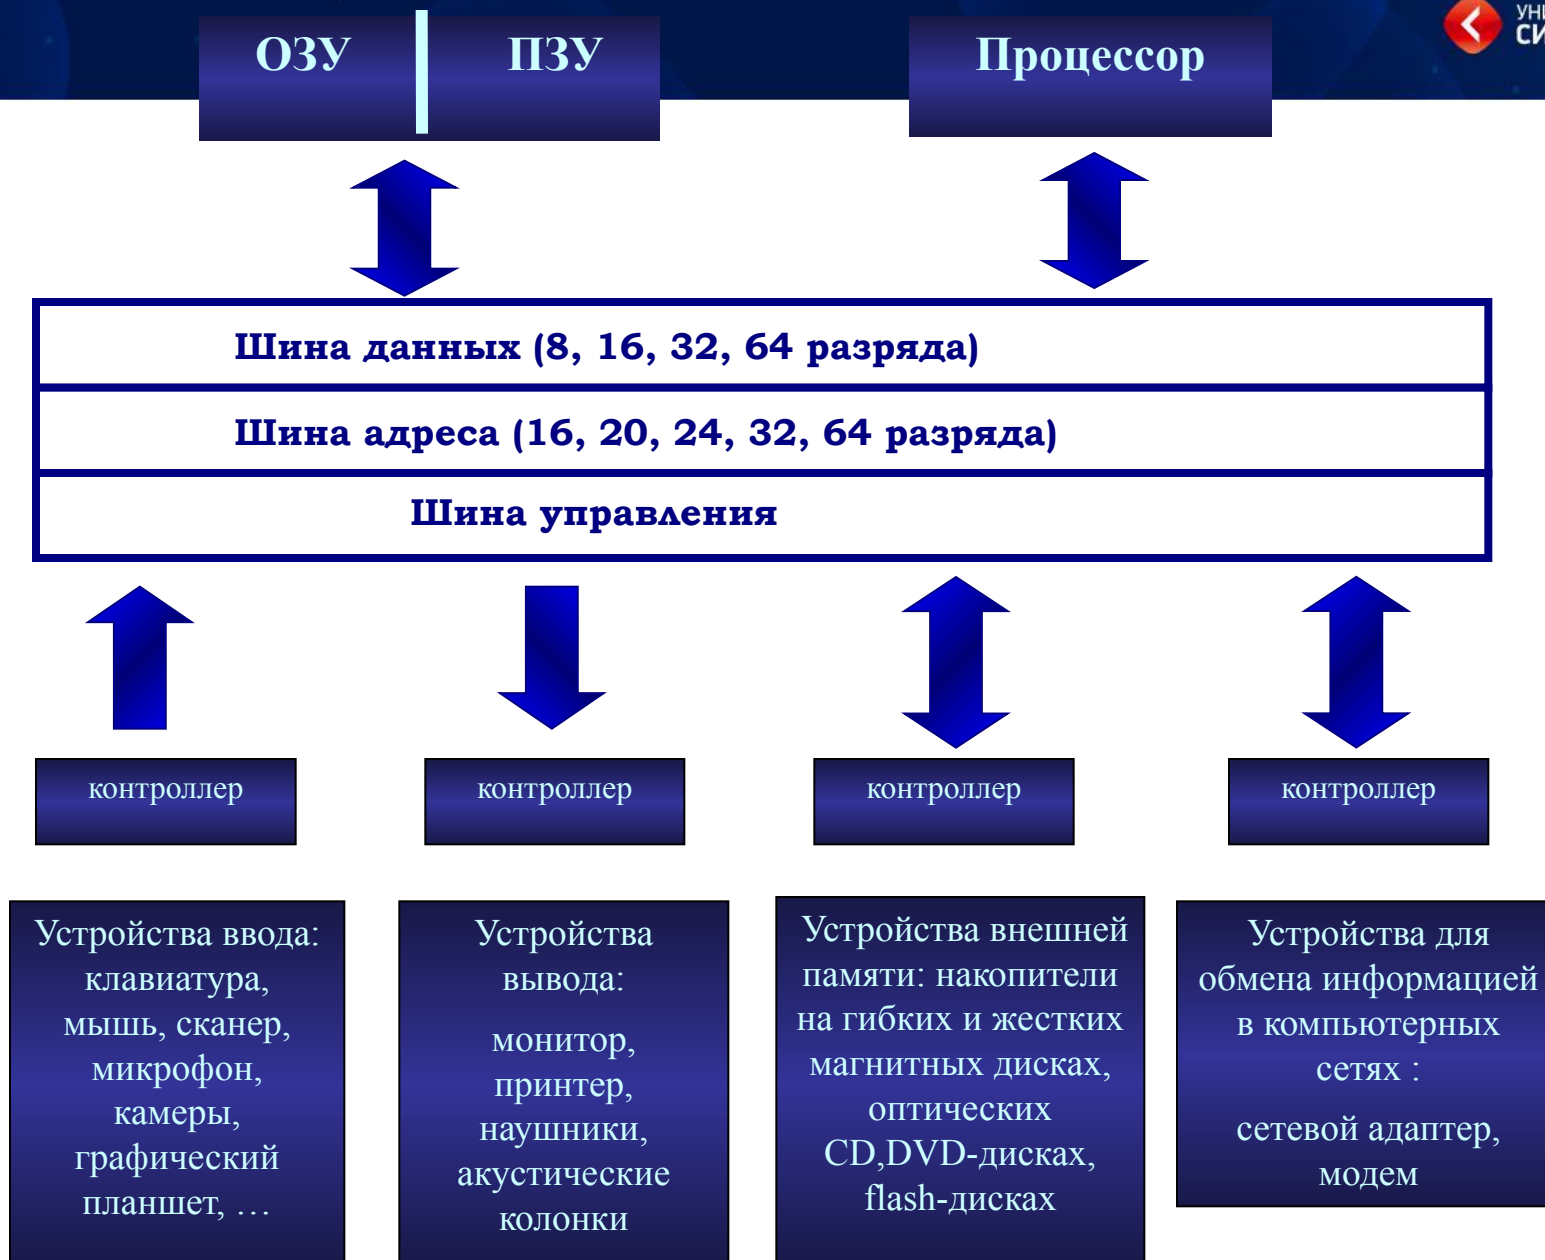 ОЗУ ПЗУ Процессор
Шина данных (8, 16, 32, 64 разряда)
Шина адреса (16, 20, 24, 32, 64 разряда)
Шина управления
контроллер контроллер контроллер контроллер
Устройства ввода:
клавиатура,
мышь, сканер,
микрофон,
камеры,
графический
планшет, …
Устройства
вывода:
монитор,
принтер,
наушники,
акустические
колонки
Устройства внешней
памяти: накопители
на гибких и жестких
магнитных дисках,
оптических
CD,DVD-дисках,
flash-дисках
Устройства для
обмена информацией
в компьютерных
сетях :
сетевой адаптер,
модем